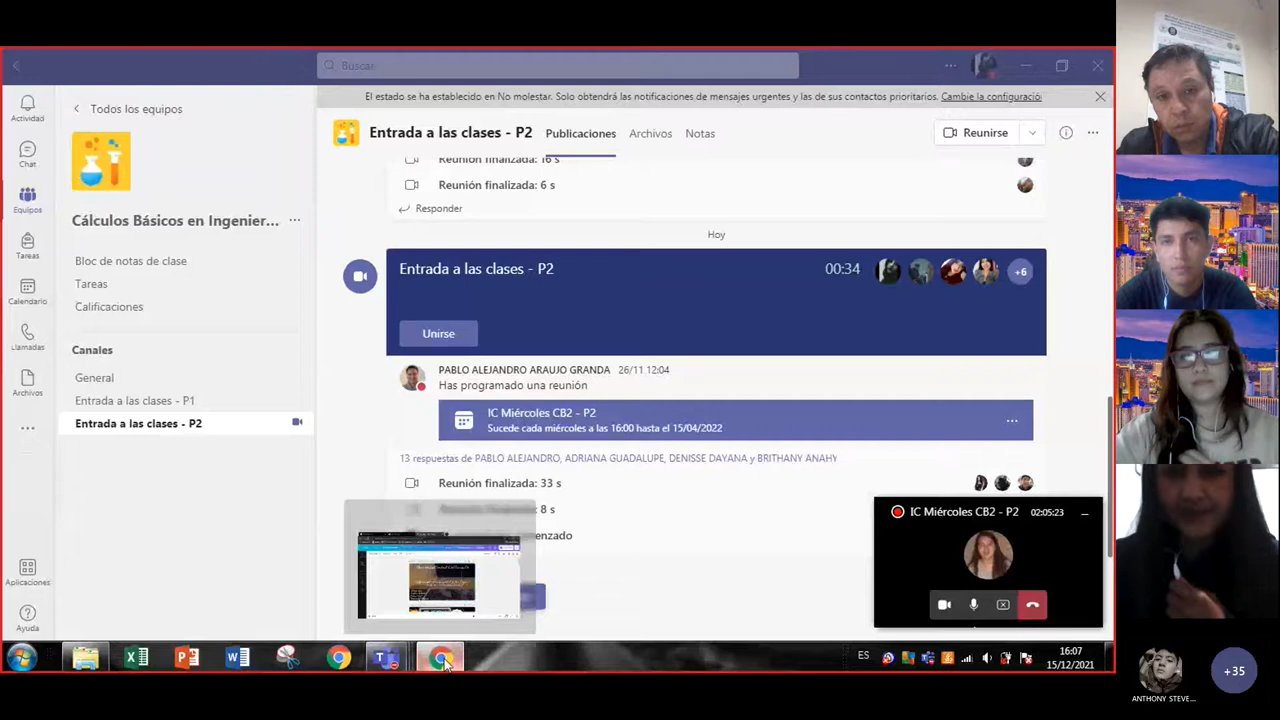 Buscar
El estado se ha establecido en No molestar. Solo obtendrá las notificaciones de mensajes urgentes y las de sus contactos prioritarios. Cambie la configuració
Actividad
Chat
Equipos
Tareas
Calendario
Llamadas
Archivos
Aplicaciones
Ayuda
Todos los equipos
Cálculos Básicos en Ingenier...
Bloc de notas de clase
Tareas
Calificaciones
Canales
General
Entrada a las clases - P1
Entrada a las clases - P2
Entrada a las clases - P2 Publicaciones Archivos Notas
Reunirse
Reunión finalizada: 16 s
Reunión finalizada: 6 s
Responder
Hoy
Entrada a las clases - P2 00:34 +6
Unirse
PABLO ALEJANDRO ARAUJO GRANDA 26/11 12:04
Has programado una reunión
IC Miércoles CB2 - P2
Sucede cada miércoles a las 16:00 hasta el 15/04/2022
13 respuestas de PABLO ALEJANDRO, ADRIANA GUADALUPE, DENISSE DAYANA y BRITHANY ANAHY
Reunión finalizada: 33 s
8 s
IC Miércoles CB2 - P2 02:05:23
ES
16:07
15/12/2021
+35
ANTHONY STEVE...